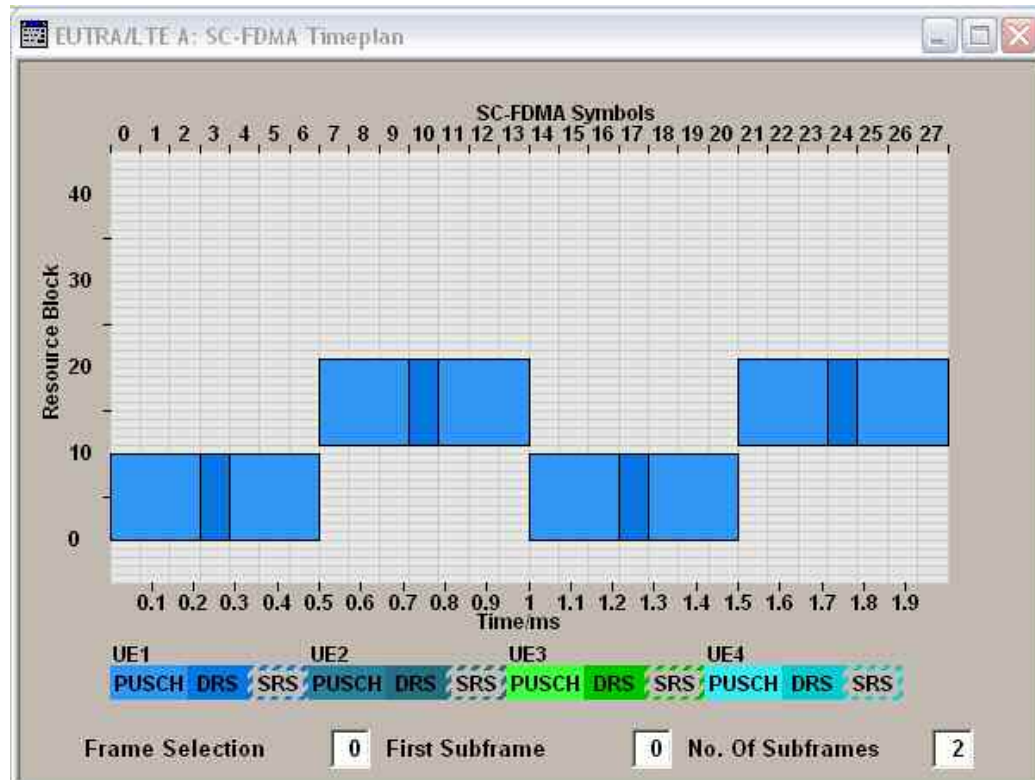 EUTRA/LTE A: SC-FDMA Timeplan
SC-FDMA Symbols
0 1 2 3 4 5 6 7 8 9 10 11 12 13 14 15 16 17 18 19 20 21 22 23 24 25 26 27
Resource Block
40
30
20
10
0
0.1 0.2 0.3 0.4 0.5 0.6 0.7 0.8 0.9 1 1.1 1.2 1.3 1.4 1.5 1.6 1.7 1.8 1.9
Time/ms
UE1 UE2 UE3 UE4
PUSCH DRS SRS PUSCH DRS SRS PUSCH DRS SRS PUSCH DRS SRS
Frame Selection 0 First Subframe 0 No. Of Subframes 2